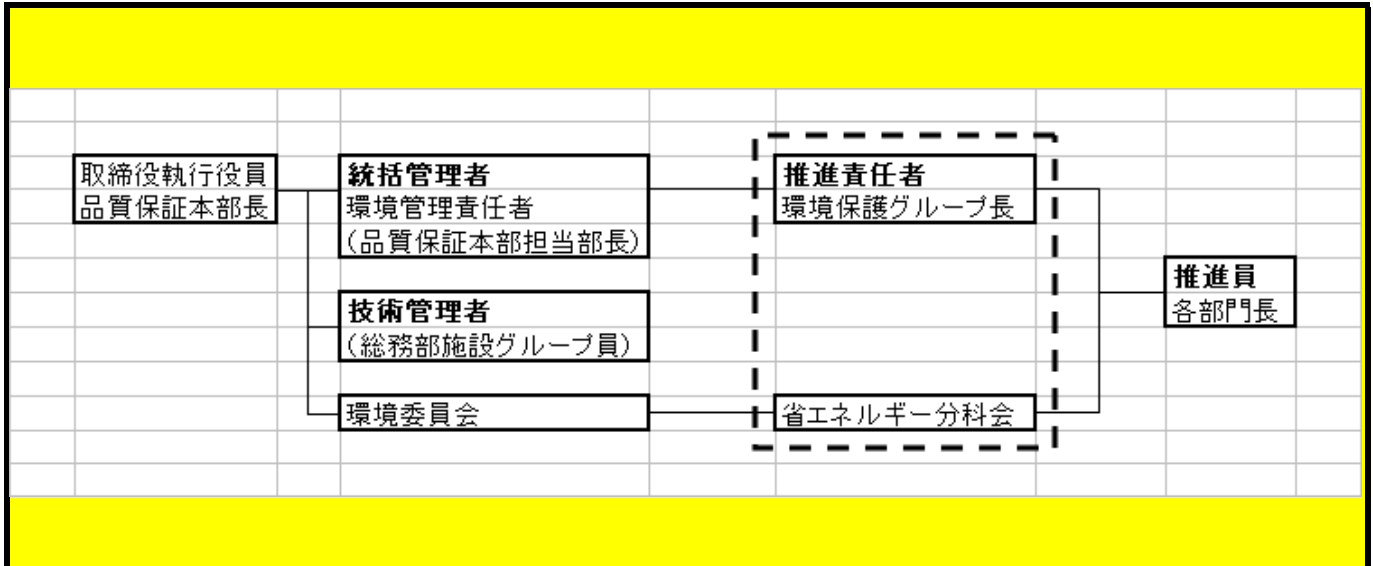 取締役執行役員
品質保証本部長
統括管理者
環境管理責任者
(品質保証本部担当部長)
技術管理者
(総務部施設グループ員)
環境委員会
推進責任者
環境保護グループ長
省エネルギー分科会
推進員
各部門長